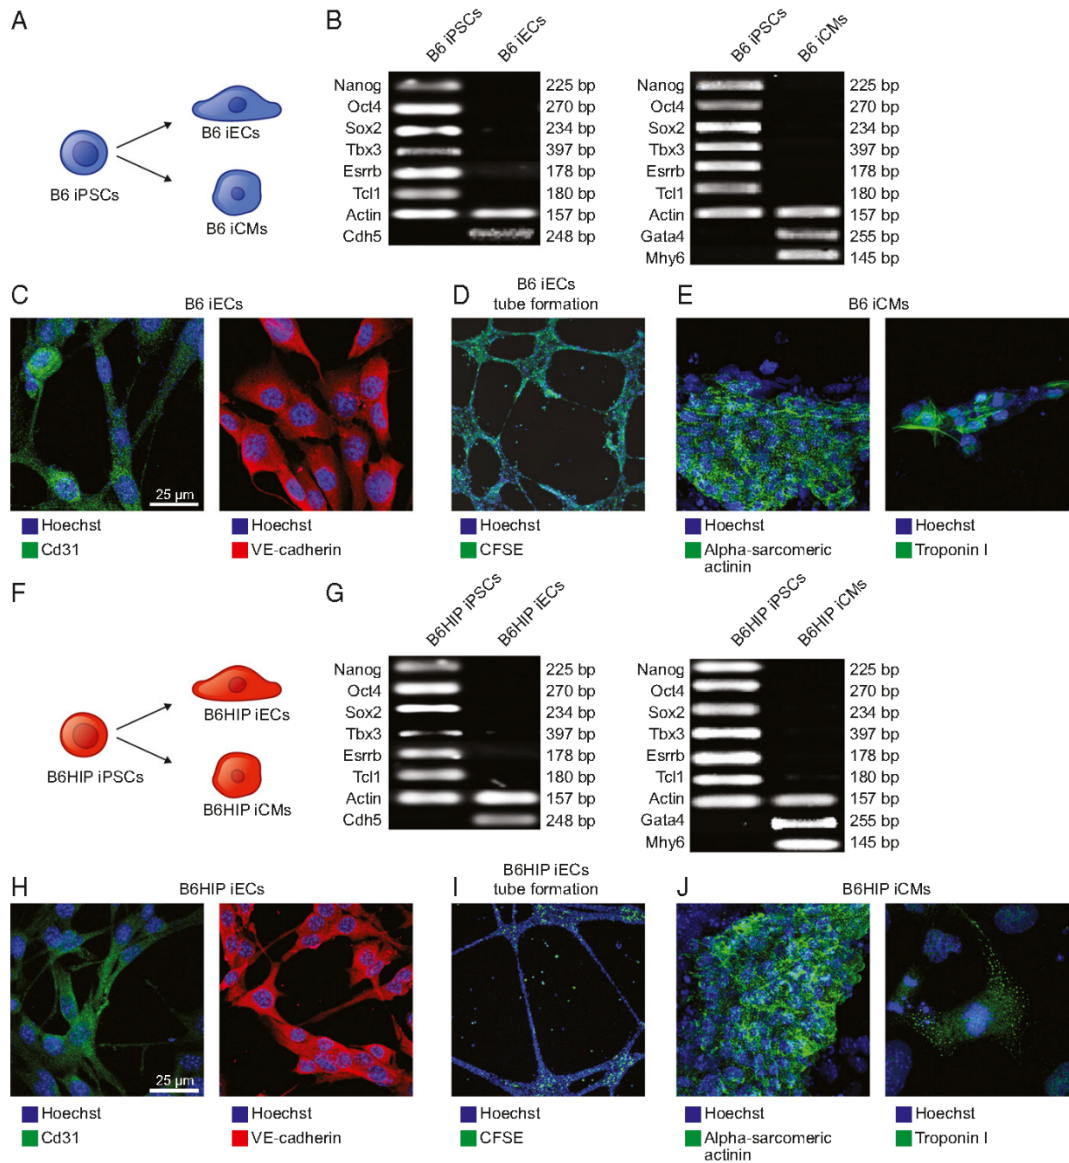 A
B6 iPSCs
B6 iECs
B6 iCMs
B
B6 iPSCs
B6 iECs
Nanog 225 bp
Oct4 270 bp
Sox2 234 bp
Tbx3 397 bp
Esrrb 178 bp
Tcl1 180 bp
Actin 157 bp
Cdh5 248 bp
B6 iPSCs
B6 iCMs
Nanog 225 bp
Oct4 270 bp
Sox2 234 bp
Tbx3 397 bp
Esrrb 178 bp
Tcl1 180 bp
Actin 157 bp
Gata4 255 bp
Mhy6 145 bp
C
B6 iECs
25 µm
Hoechst
Cd31
Hoechst
VE-cadherin
D
B6 iECs
tube formation
Hoechst
CFSE
E
B6 iCMs
Hoechst
Alpha-sarcomeric
actinin
Hoechst
Troponin I
F
B6HIP iPSCs
B6HIP iECs
B6HIP iCMs
G
B6HIP iPSCs
B6HIP iECs
Nanog 225 bp
Oct4 270 bp
Sox2 234 bp
Tbx3 397 bp
Esrrb 178 bp
Tcl1 180 bp
Actin 157 bp
Cdh5 248 bp
B6HIP iPSCs
B6HIP iCMs
Nanog 225 bp
Oct4 270 bp
Sox2 234 bp
Tbx3 397 bp
Esrrb 178 bp
Tcl1 180 bp
Actin 157 bp
Gata4 255 bp
Mhy6 145 bp
H
B6HIP iECs
25 µm
Hoechst
Cd31
Hoechst
VE-cadherin
I
B6HIP iECs
tube formation
Hoechst
CFSE
J
B6HIP iCMs
Hoechst
Alpha-sarcomeric
actinin
Hoechst
Troponin I